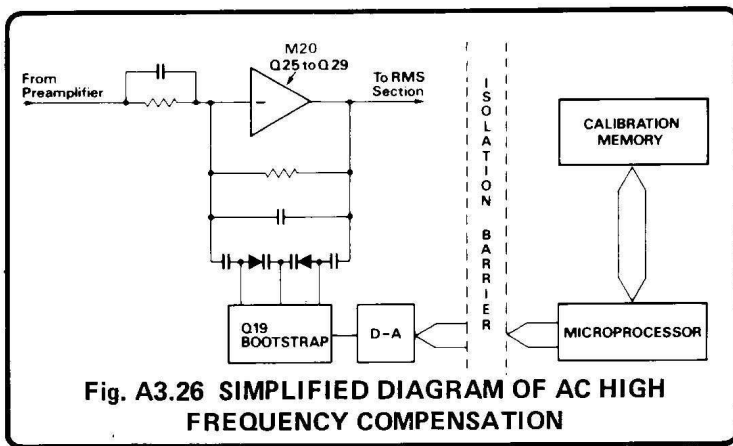 M20
Q25 to Q29
From
Preamplifier
To RMS
Section
–
ISOLATION BARRIER
CALIBRATION
MEMORY
Q19
BOOTSTRAP
D-A
MICROPROCESSOR
Fig. A3.26 SIMPLIFIED DIAGRAM OF AC HIGH
FREQUENCY COMPENSATION